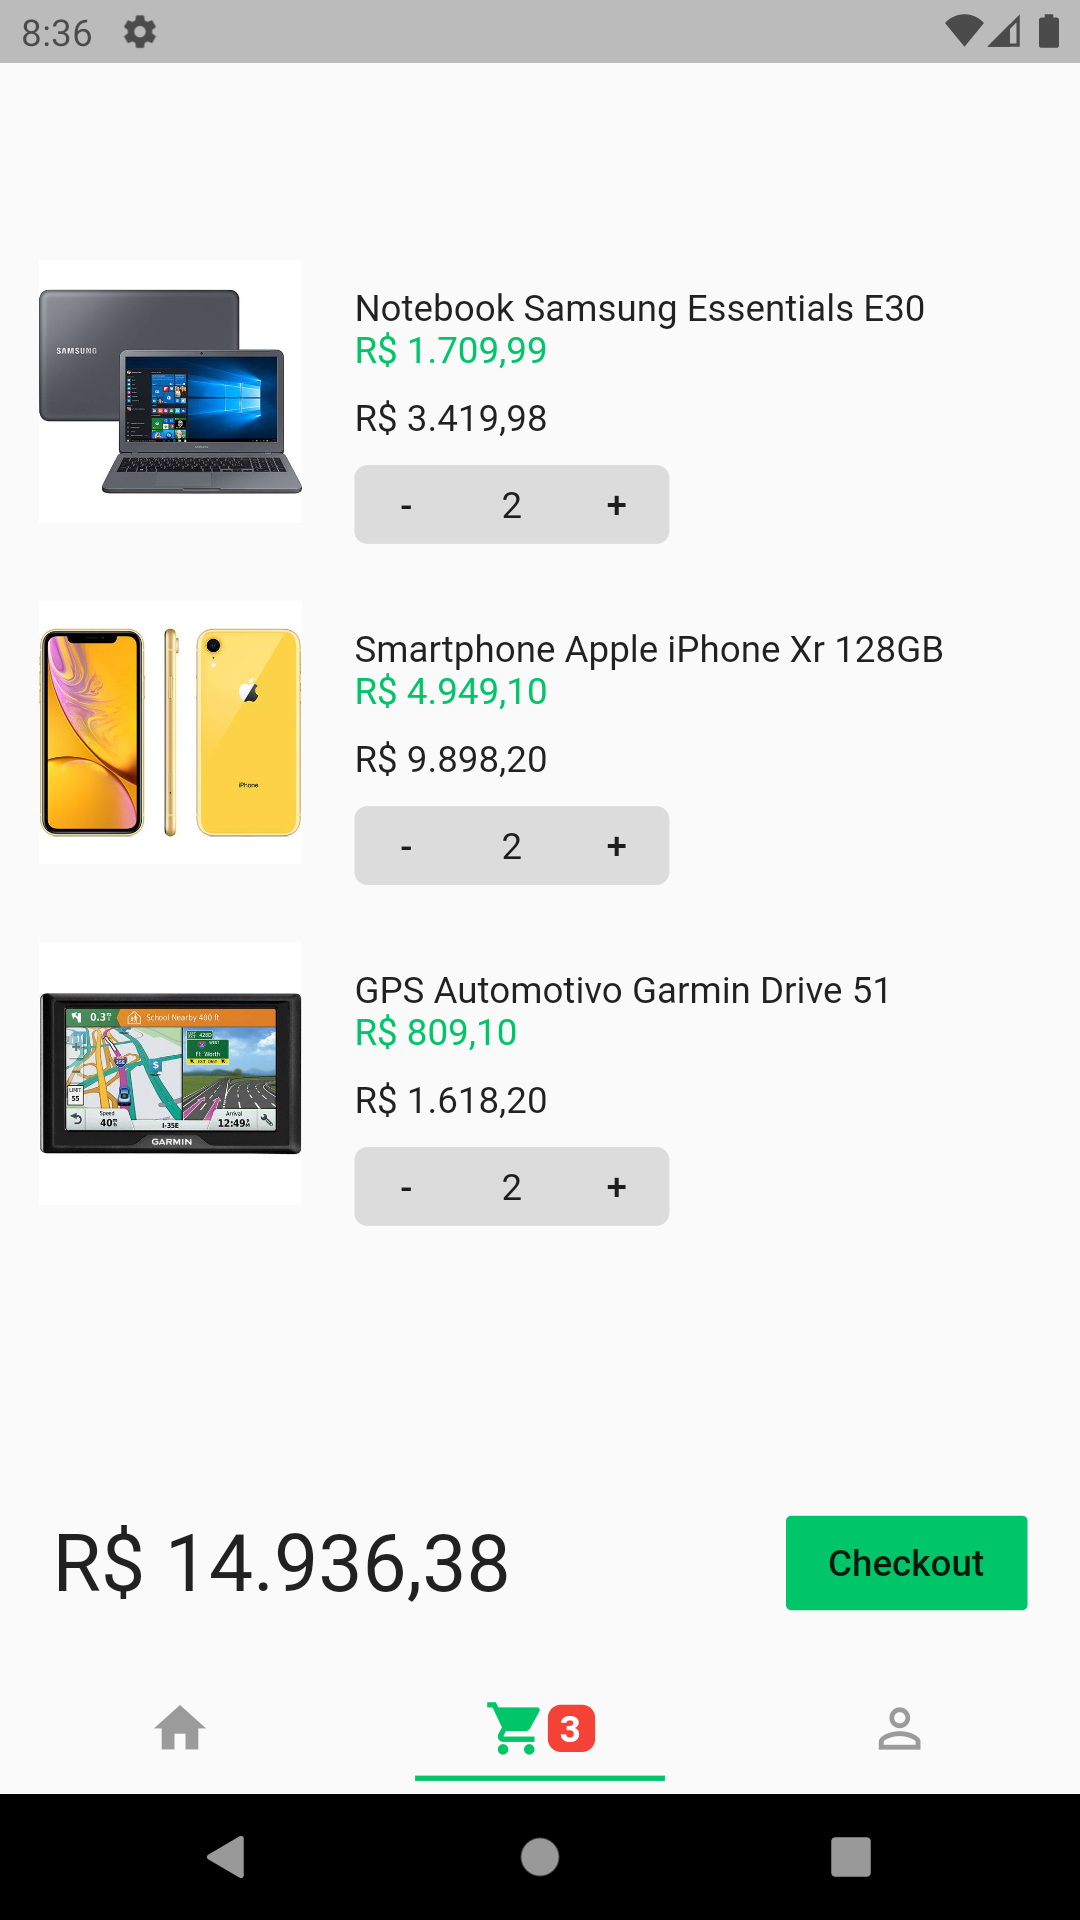 8:36
SAMSUNG
Notebook Samsung Essentials E30
R$ 1.709,99
R$ 3.419,98
- 2 +
iPhone
Smartphone Apple iPhone Xr 128GB
R$ 4.949,10
R$ 9.898,20
- 2 +
0.3
School Nearby 400 ft
Ft Worth
LIMIT
55
Speed
40
I-35E
Arrival
12:49
GARMIN
GPS Automotivo Garmin Drive 51
R$ 809,10
R$ 1.618,20
- 2 +
R$ 14.936,38
Checkout
3